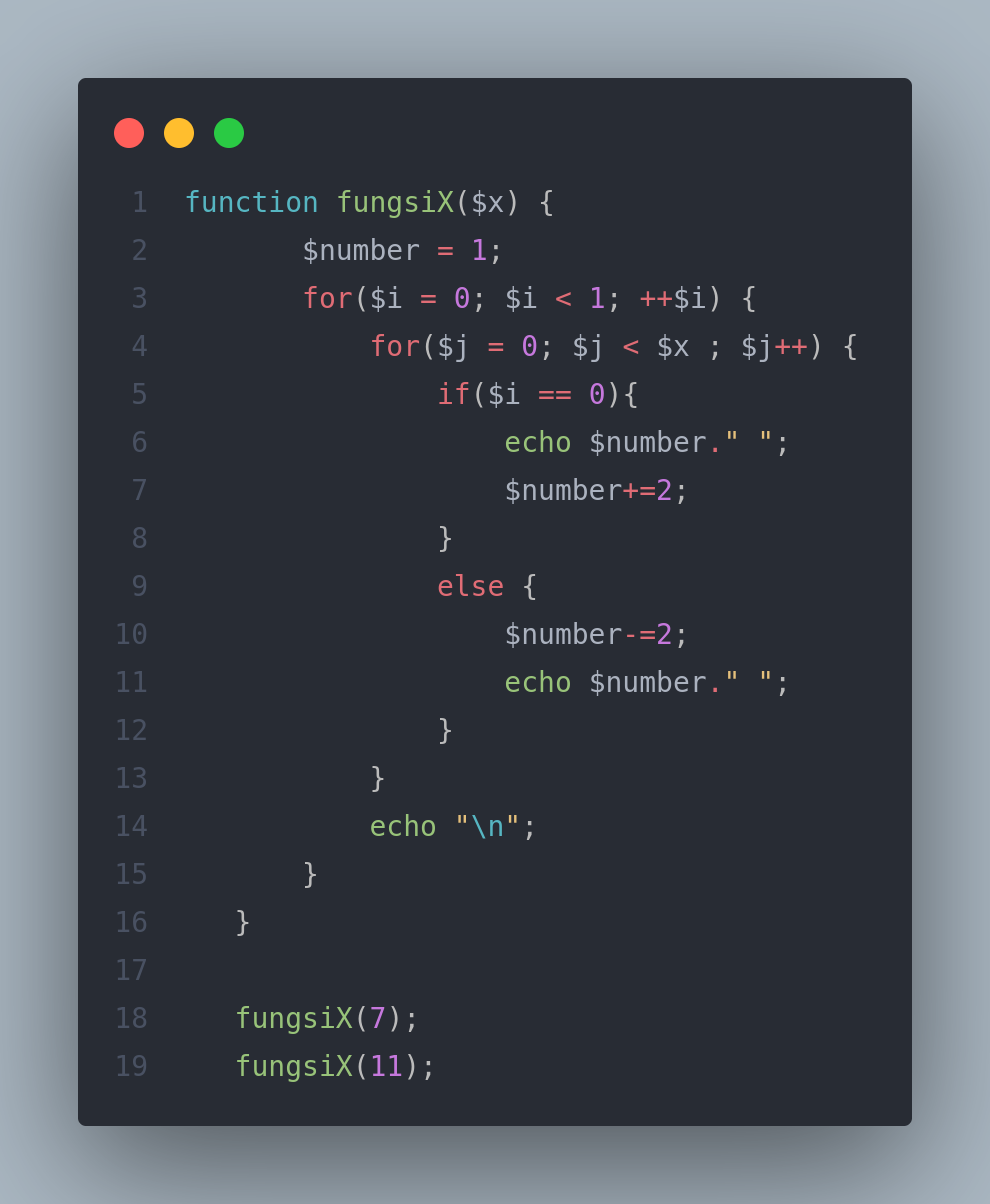 1 function fungsiX($x) {
2 $number = 1;
3 for($i = 0; $i < 1; ++$i) {
4 for($j = 0; $j < $x ; $j++) {
5 if($i == 0){
6 echo $number." ";
7 $number+=2;
8 }
9 else {
10 $number-=2;
11 echo $number." ";
12 }
13 }
14 echo "\n";
15 }
16 }
17
18 fungsiX(7);
19 fungsiX(11);